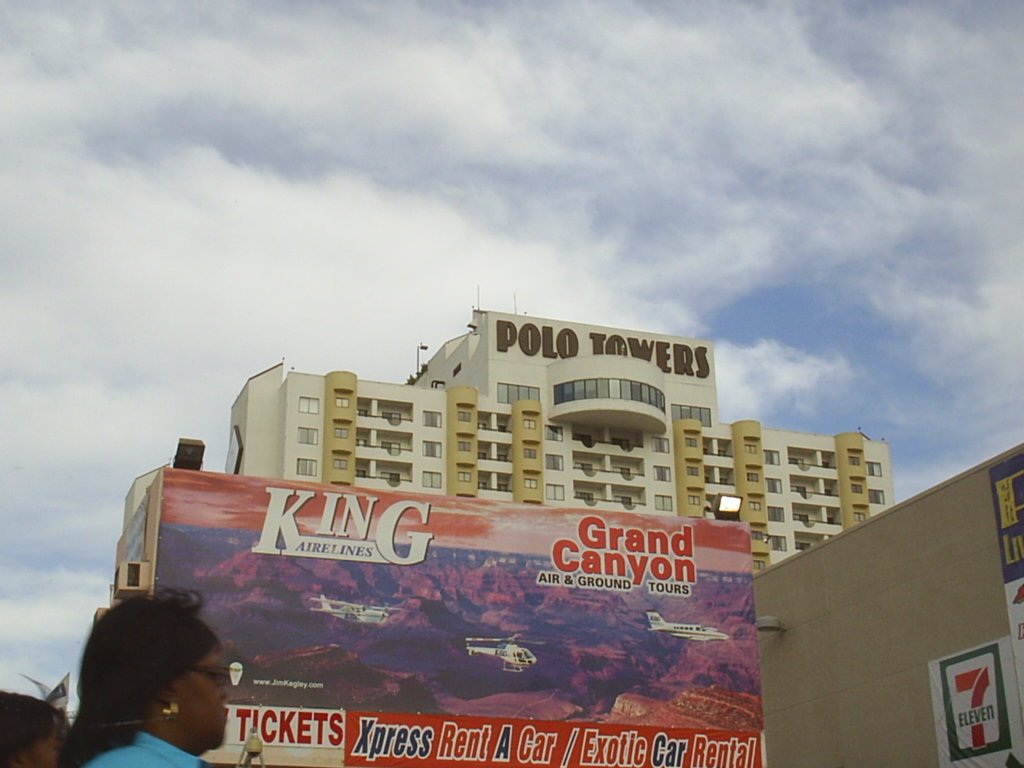 POLO TOWERS
KING
AIRELINES
Grand
Canyon
AIR & GROUND TOURS
www.JimKegley.com
TICKETS
Xpress Rent A Car / Exotic Car Rental
7
ELEVEN